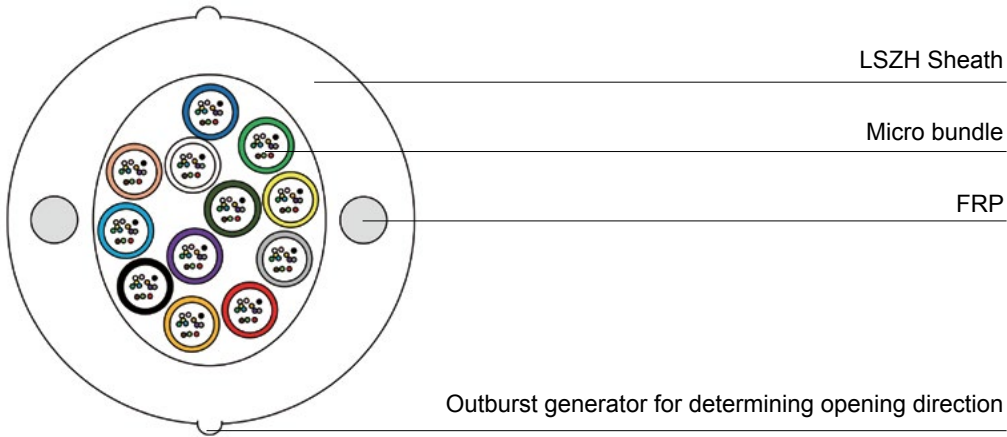 LSZH Sheath
Micro bundle
FRP
Outburst generator for determining opening direction